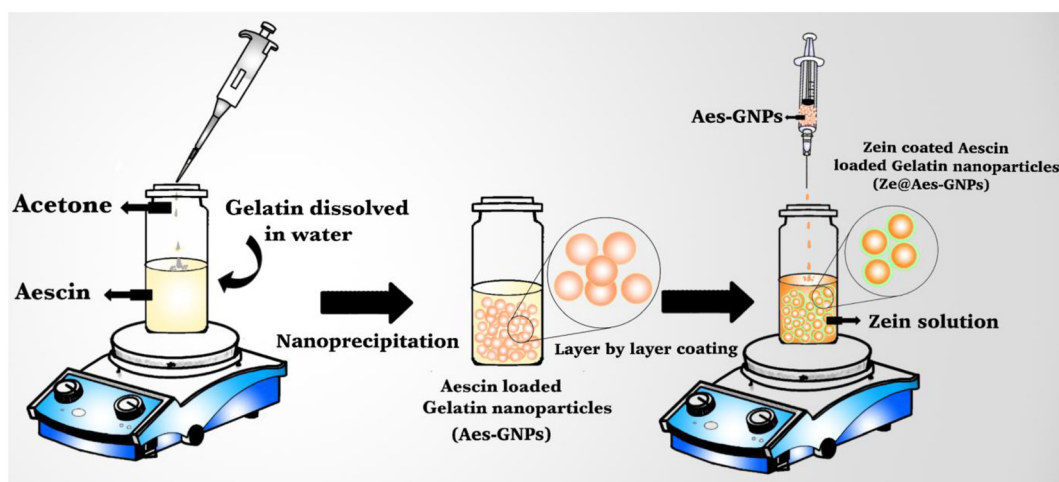 Acetone
Gelatin dissolved
in water
Aescin
Nanoprecipitation
Aescin loaded
Gelatin nanoparticles
(Aes-GNPs)
Layer by layer coating
Aes-GNPs
Zein coated Aescin
loaded Gelatin nanoparticles
(Ze@Aes-GNPs)
Zein solution